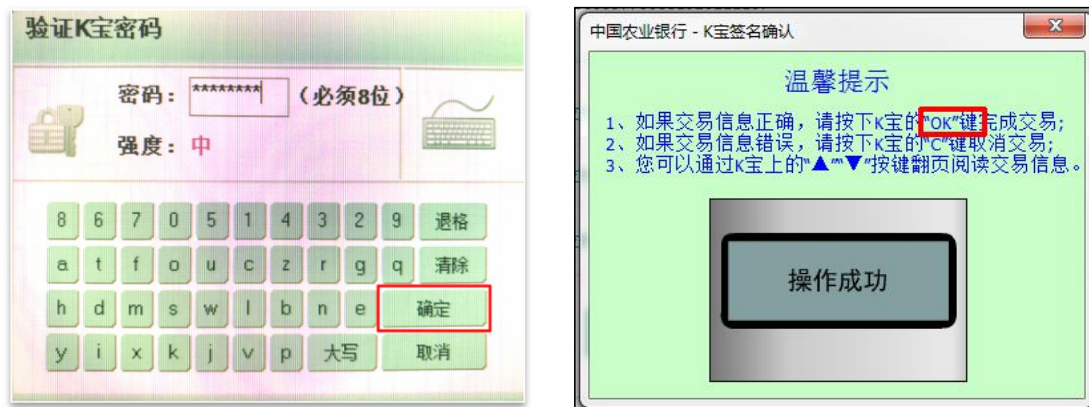 验证K宝密码
密码： ******** （必须8位）
强度： 中
8 6 7 0 5 1 4 3 2 9 退格
a t f o u c z r g q 清除
h d m s w l b n e 确定
y i x k j v p 大写 取消
中国农业银行 - K宝签名确认
温馨提示
1、如果交易信息正确，请按下K宝的“OK”键完成交易;
2、如果交易信息错误，请按下K宝的“C”键取消交易;
3、您可以通过K宝上的“▲”“▼”按键翻页阅读交易信息。
操作成功